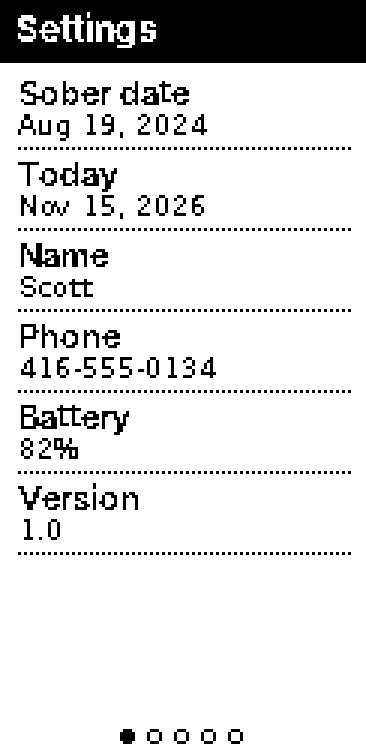 Settings
Sober date
Aug 19, 2024
Today
Nov 15, 2026
Name
Scott
Phone
416-555-0134
Battery
82%
Version
1.0